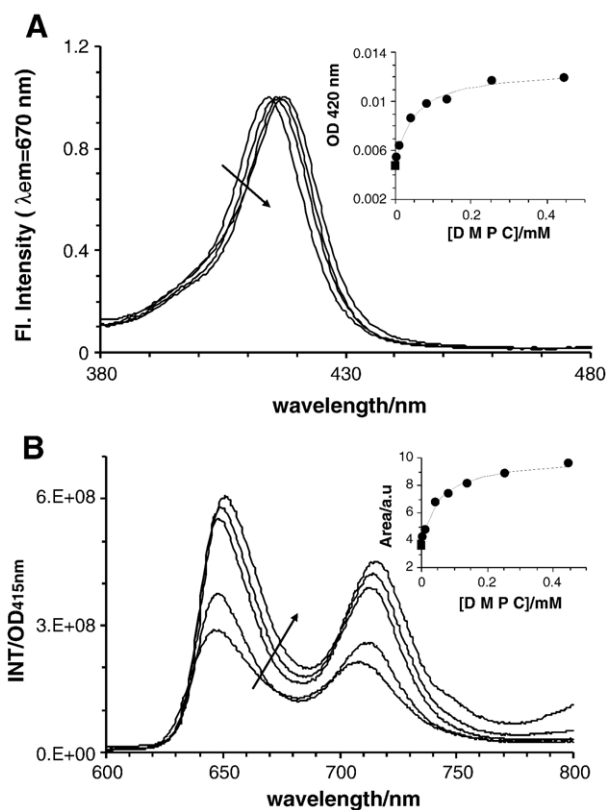 A
1.2
0.8
0.4
0
Fl. Intensity ( λem=670 nm)
380
430
480
wavelength/nm
0.014
0.010
0.006
0.002
OD 420 nm
0
0.2
0.4
[D M P C]/mM
B
6.E+08
3.E+08
0.E+00
INT/OD415nm
600
650
700
750
800
wavelength/nm
10
8
6
4
2
Area/a.u
0
0.2
0.4
[D M P C]/mM